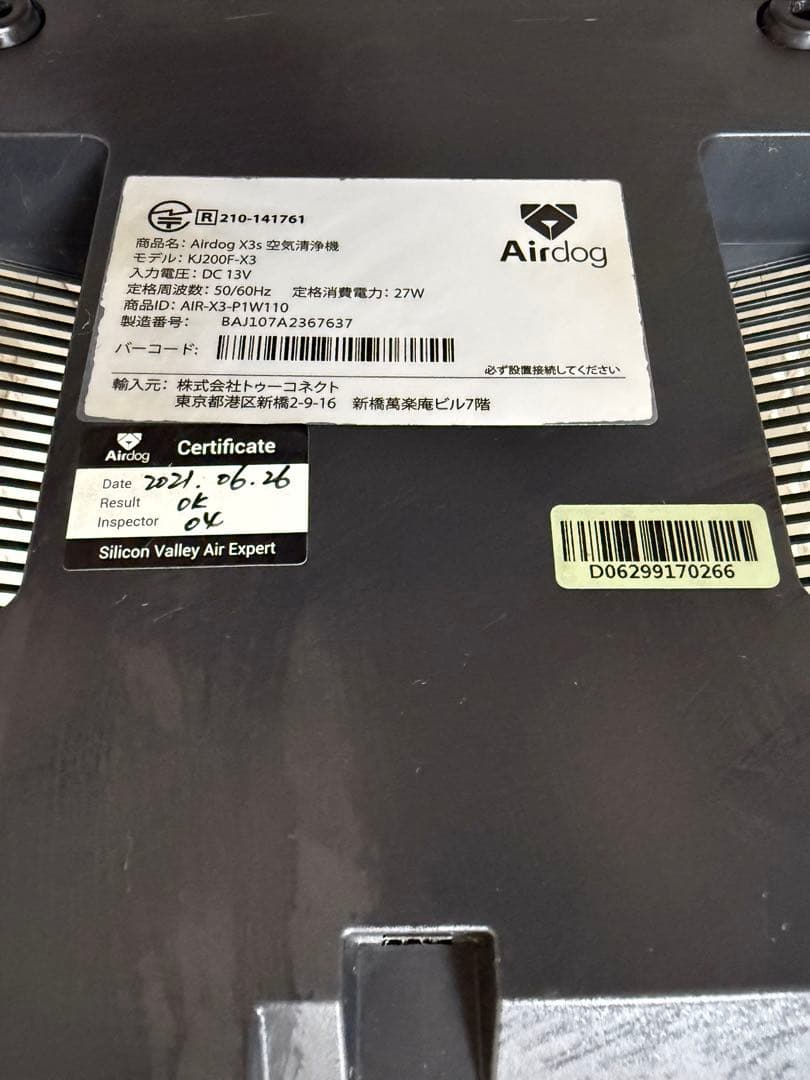 R 210-141761
Airdog
商品名: Airdog X3s 空気清浄機
モデル: KJ200F-X3
入力電圧: DC 13V
定格周波数: 50/60Hz 定格消費電力: 27W
商品ID: AIR-X3-P1W110
製造番号: BAJ107A2367637
バーコード:
必ず設置接続してください
輸入元: 株式会社トゥーコネクト
東京都港区新橋2-9-16 新橋萬楽庵ビル7階
Airdog Certificate
Date 2021.06.26
Result OK
Inspector 04
Silicon Valley Air Expert
D06299170266